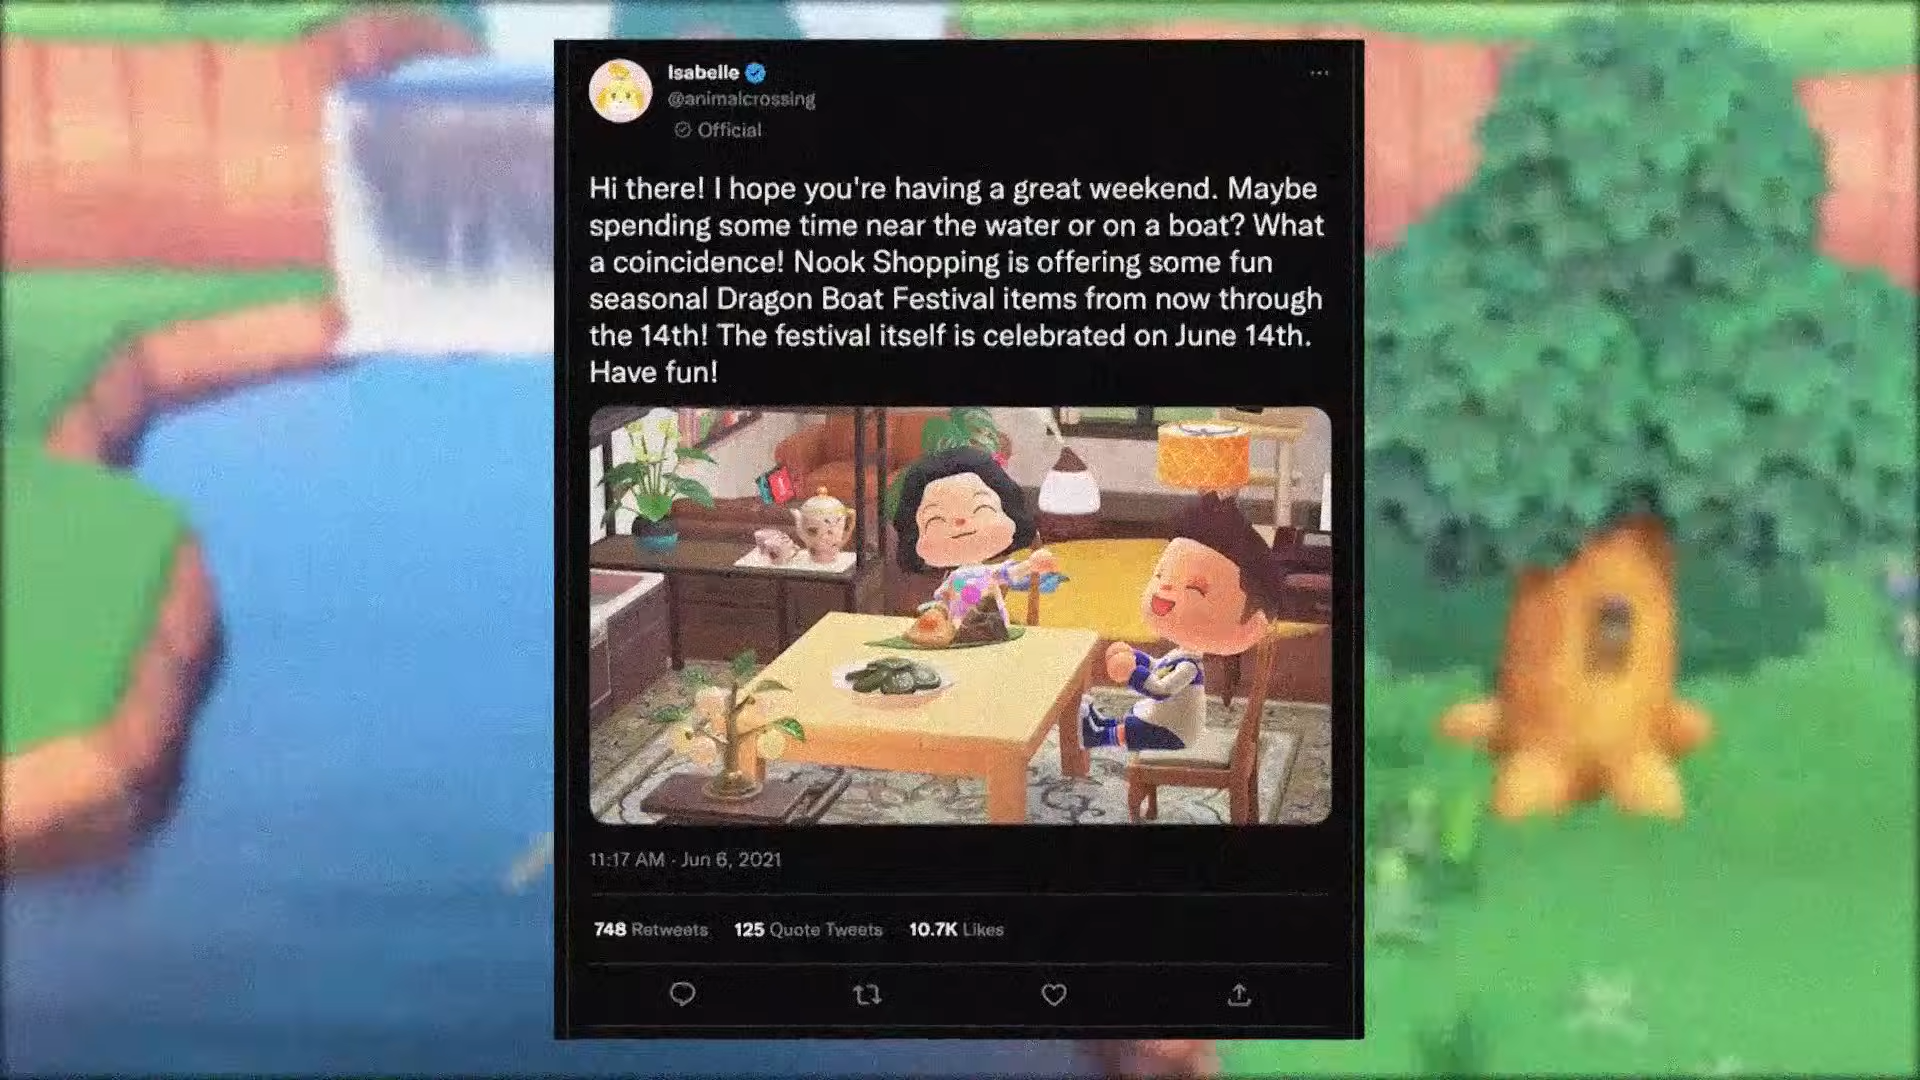 Isabelle
@animalcrossing
Official
Hi there! I hope you're having a great weekend. Maybe
spending some time near the water or on a boat? What
a coincidence! Nook Shopping is offering some fun
seasonal Dragon Boat Festival items from now through
the 14th! The festival itself is celebrated on June 14th.
Have fun!
11:17 AM · Jun 6, 2021
748 Retweets 125 Quote Tweets 10.7K Likes